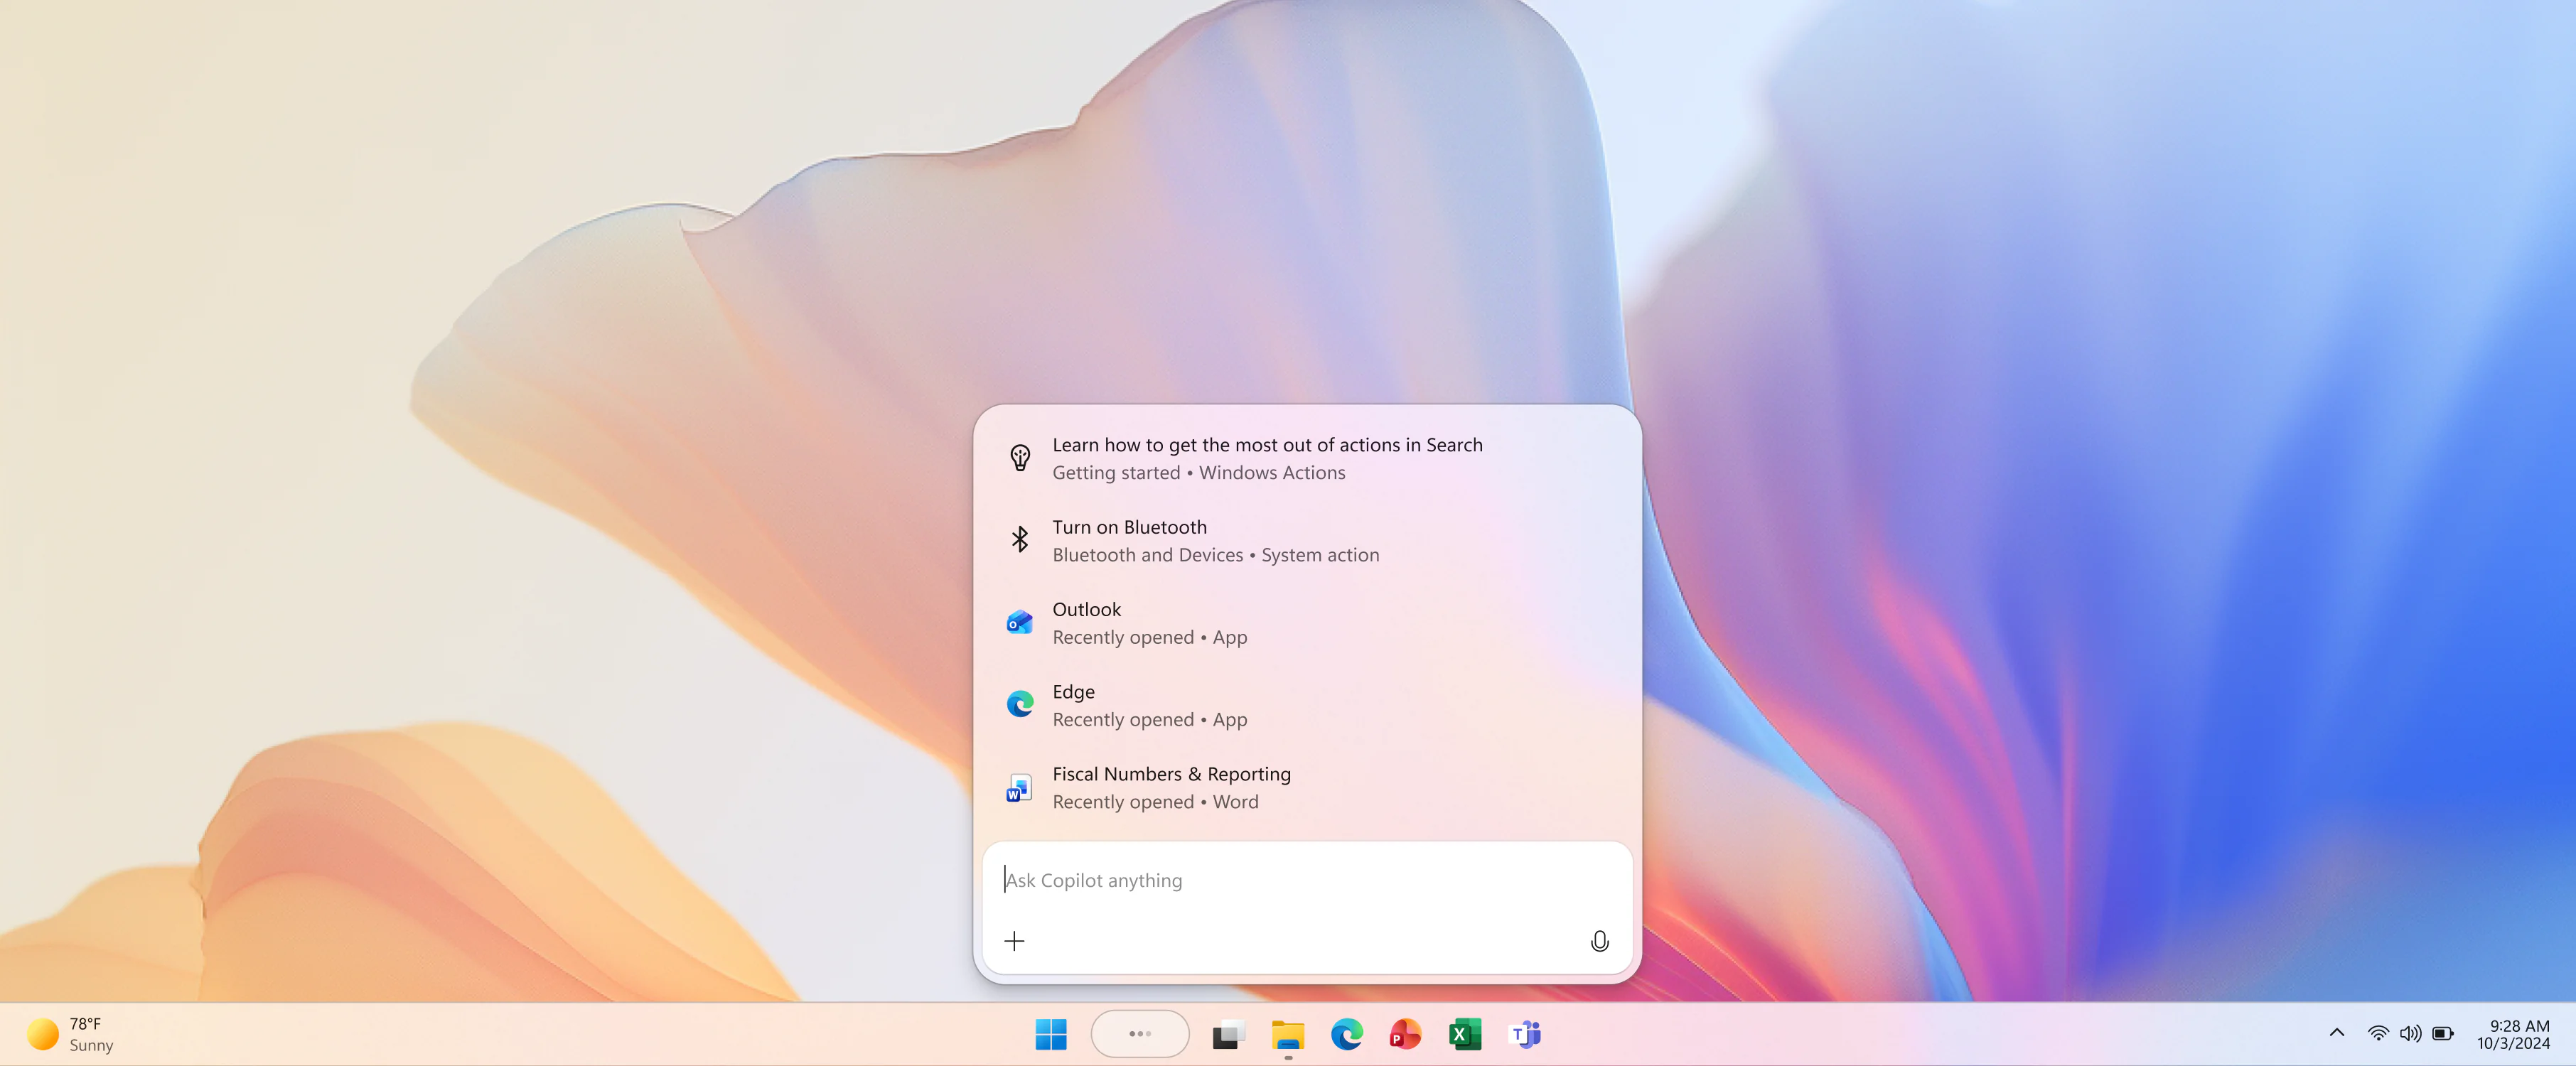 Learn how to get the most out of actions in Search
Getting started • Windows Actions
Turn on Bluetooth
Bluetooth and Devices • System action
Outlook
Recently opened • App
Edge
Recently opened • App
Fiscal Numbers & Reporting
Recently opened • Word
Ask Copilot anything
78°F
Sunny
9:28 AM
10/3/2024